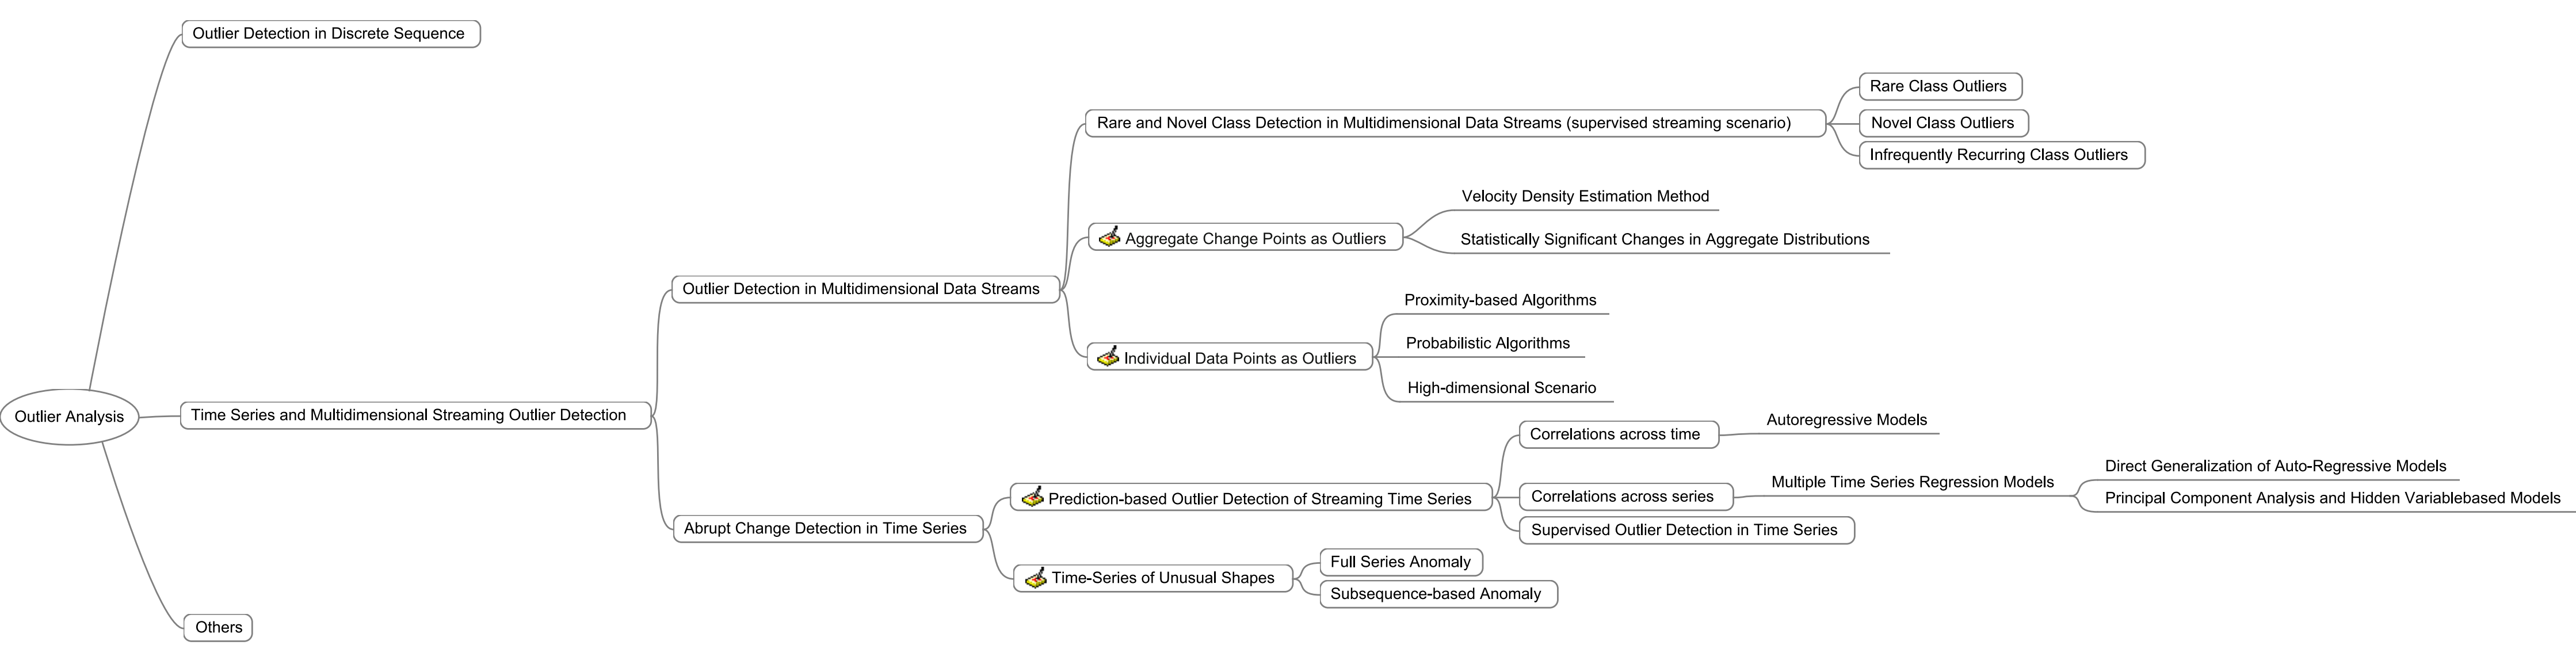 Outlier Detection in Discrete Sequence
Rare Class Outliers
Rare and Novel Class Detection in Multidimensional Data Streams (supervised streaming scenario)
Novel Class Outliers
Infrequently Recurring Class Outliers
Velocity Density Estimation Method
Aggregate Change Points as Outliers
Statistically Significant Changes in Aggregate Distributions
Outlier Detection in Multidimensional Data Streams
Proximity-based Algorithms
Probabilistic Algorithms
Individual Data Points as Outliers
High-dimensional Scenario
Outlier Analysis
Time Series and Multidimensional Streaming Outlier Detection
Autoregressive Models
Correlations across time
Direct Generalization of Auto-Regressive Models
Multiple Time Series Regression Models
Correlations across series
Principal Component Analysis and Hidden Variablebased Models
Prediction-based Outlier Detection of Streaming Time Series
Supervised Outlier Detection in Time Series
Abrupt Change Detection in Time Series
Full Series Anomaly
Time-Series of Unusual Shapes
Subsequence-based Anomaly
Others